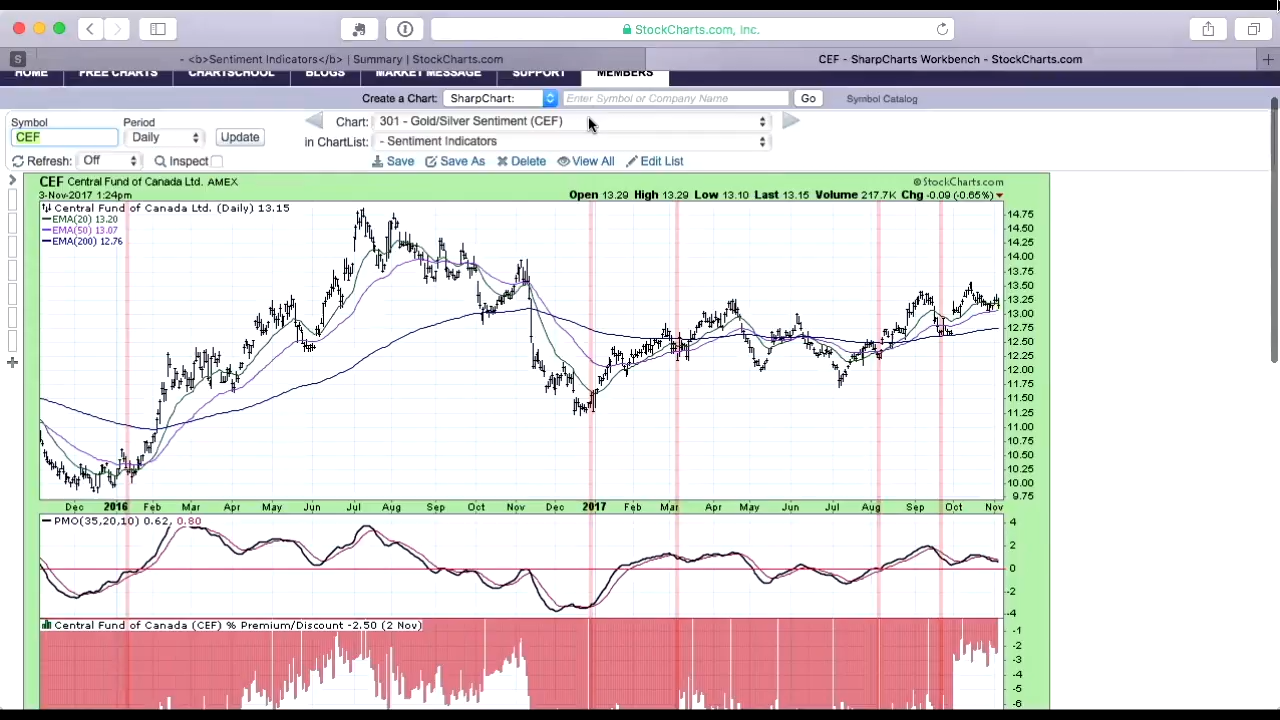 StockCharts.com, Inc.
S
- <b>Sentiment Indicators</b> | Summary | StockCharts.com
CEF - SharpCharts Workbench - StockCharts.com
HOME FREE CHARTS CHARTSCHOOL BLOGS MARKET MESSAGE SUPPORT MEMBERS
Create a Chart: SharpChart: Enter Symbol or Company Name Go Symbol Catalog
Symbol Period Chart: 301 - Gold/Silver Sentiment (CEF)
CEF Daily Update in ChartList: - Sentiment Indicators
Refresh: Off Inspect Save Save As Delete View All Edit List
CEF Central Fund of Canada Ltd. AMEX © StockCharts.com
3-Nov-2017 1:24pm Open 13.29 High 13.29 Low 13.10 Last 13.15 Volume 217.7K Chg -0.09 (-0.65%)
Central Fund of Canada Ltd. (Daily) 13.15
EMA(20) 13.20
EMA(50) 13.07
EMA(200) 12.76
14.75
14.50
14.25
14.00
13.75
13.50
13.25
13.00
12.75
12.50
12.25
12.00
11.75
11.50
11.25
11.00
10.75
10.50
10.25
10.00
9.75
Dec 2016 Feb Mar Apr May Jun Jul Aug Sep Oct Nov Dec 2017 Feb Mar Apr May Jun Jul Aug Sep Oct Nov
PMO(35,20,10) 0.62, 0.80
4
2
0
-2
-4
Central Fund of Canada (CEF) % Premium/Discount -2.50 (2 Nov)
-1
-2
-3
-4
-5
-6